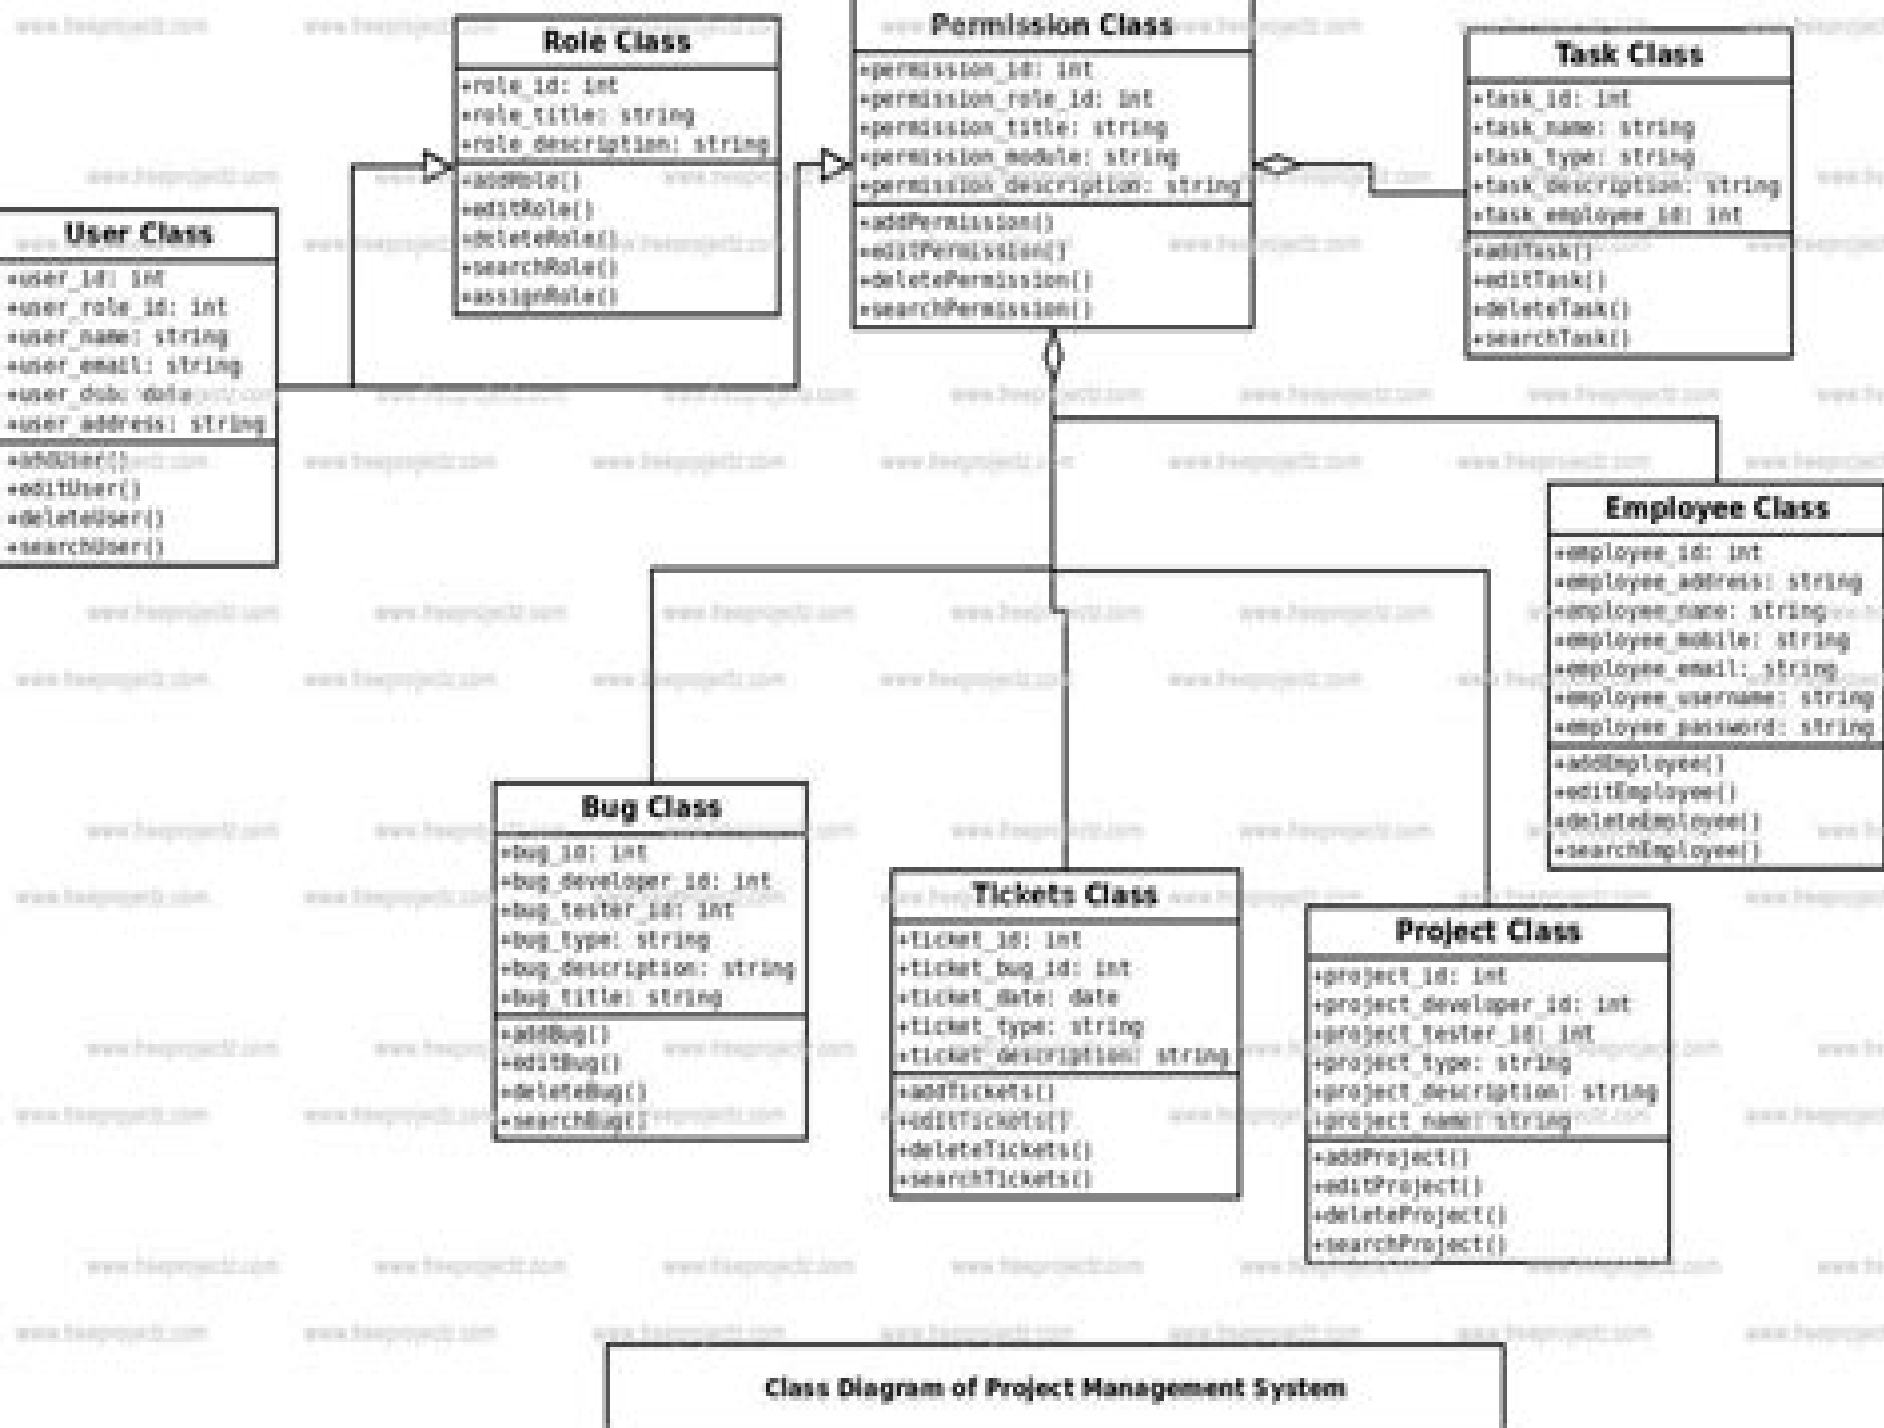 Role Class
+role_id: int
+role_title: string
+role_description: string
+addRole()
+editRole()
+deleteRole()
+searchRole()
+assignRole()
Permission Class
+permission_id: int
+permission_role_id: int
+permission_title: string
+permission_module: string
+permission_description: string
+addPermission()
+editPermission()
+deletePermission()
+searchPermission()
Task Class
+task_id: int
+task_name: string
+task_type: string
+task_description: string
+task_employee_id: int
+addTask()
+editTask()
+deleteTask()
+searchTask()
User Class
+user_id: int
+user_role_id: int
+user_name: string
+user_email: string
+user_dob: date
+user_address: string
+addUser()
+editUser()
+deleteUser()
+searchUser()
Employee Class
+employee_id: int
+employee_address: string
+employee_name: string
+employee_mobile: string
+employee_email: string
+employee_username: string
+employee_password: string
+addEmployee()
+editEmployee()
+deleteEmployee()
+searchEmployee()
Bug Class
+bug_id: int
+bug_developer_id: int
+bug_tester_id: int
+bug_type: string
+bug_description: string
+bug_title: string
+addBug()
+editBug()
+deleteBug()
+searchBug()
Tickets Class
+ticket_id: int
+ticket_bug_id: int
+ticket_date: date
+ticket_type: string
+ticket_description: string
+addTickets()
+editTickets()
+deleteTickets()
+searchTickets()
Project Class
+project_id: int
+project_developer_id: int
+project_tester_id: int
+project_type: string
+project_description: string
+project_name: string
+addProject()
+editProject()
+deleteProject()
+searchProject()
Class Diagram of Project Management System